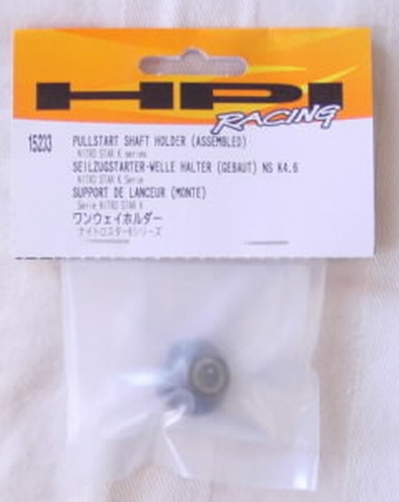 HPI
RACING
15233 PULLSTART SHAFT HOLDER (ASSEMBLED)
NITRO STAR K series
SEILZUGSTARTER-WELLE HALTER (GEBAUT) NS K4.6
NITRO STAR K Serie
SUPPORT DE LANCEUR (MONTE)
Serie NITRO STAR K
ワンウェイホルダー
ナイトロスターKシリーズ